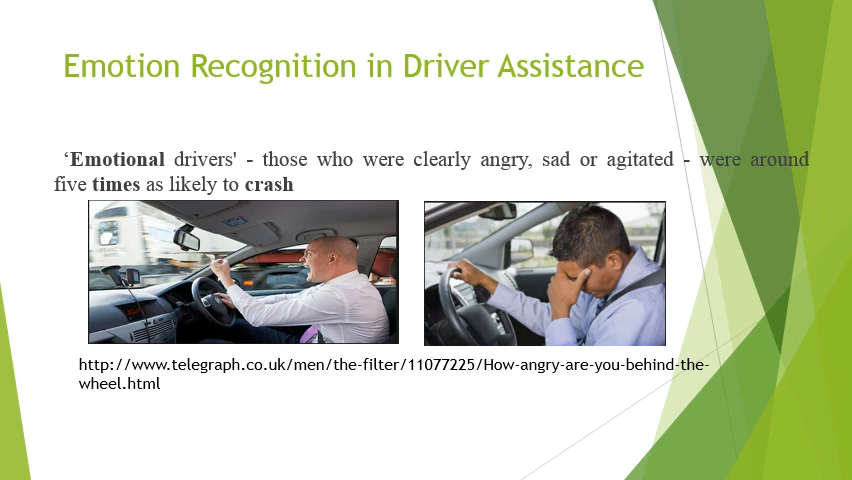 Emotion Recognition in Driver Assistance
‘Emotional drivers' - those who were clearly angry, sad or agitated - were around
five times as likely to crash
http://www.telegraph.co.uk/men/the-filter/11077225/How-angry-are-you-behind-the-
wheel.html